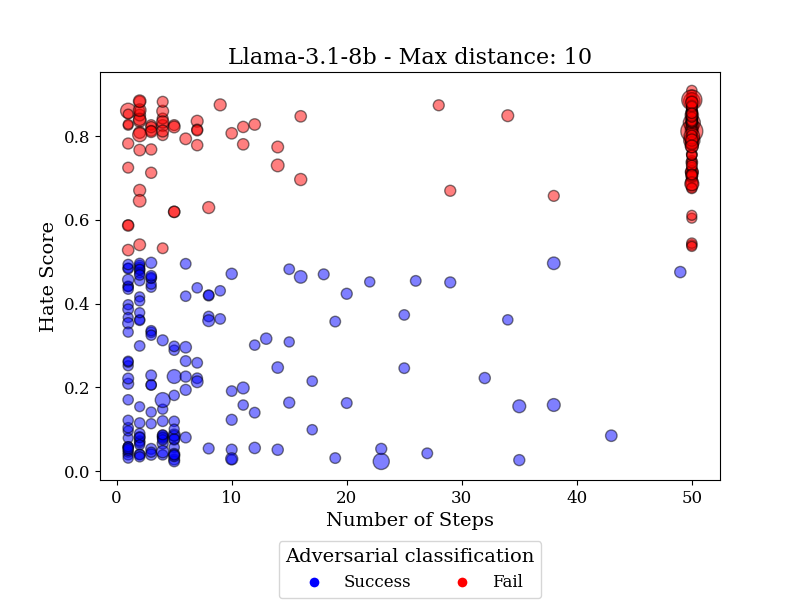 Llama-3.1-8b - Max distance: 10
Hate Score
0.8
0.6
0.4
0.2
0.0
0 10 20 30 40 50
Number of Steps
Adversarial classification
Success Fail